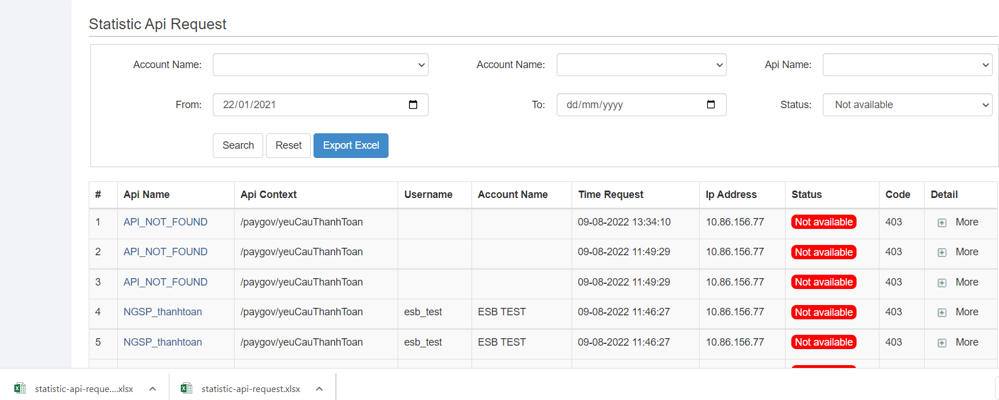 Statistic Api Request
Account Name: Account Name: Api Name:
From: 22/01/2021 To: dd/mm/yyyy Status: Not available
Search Reset Export Excel
# Api Name Api Context Username Account Name Time Request Ip Address Status Code Detail
1 API_NOT_FOUND /paygov/yeuCauThanhToan 09-08-2022 13:34:10 10.86.156.77 Not available 403 More
2 API_NOT_FOUND /paygov/yeuCauThanhToan 09-08-2022 11:49:29 10.86.156.77 Not available 403 More
3 API_NOT_FOUND /paygov/yeuCauThanhToan 09-08-2022 11:49:29 10.86.156.77 Not available 403 More
4 NGSP_thanhtoan /paygov/yeuCauThanhToan esb_test ESB TEST 09-08-2022 11:46:27 10.86.156.77 Not available 403 More
5 NGSP_thanhtoan /paygov/yeuCauThanhToan esb_test ESB TEST 09-08-2022 11:46:27 10.86.156.77 Not available 403 More
statistic-api-reque....xlsx statistic-api-request.xlsx